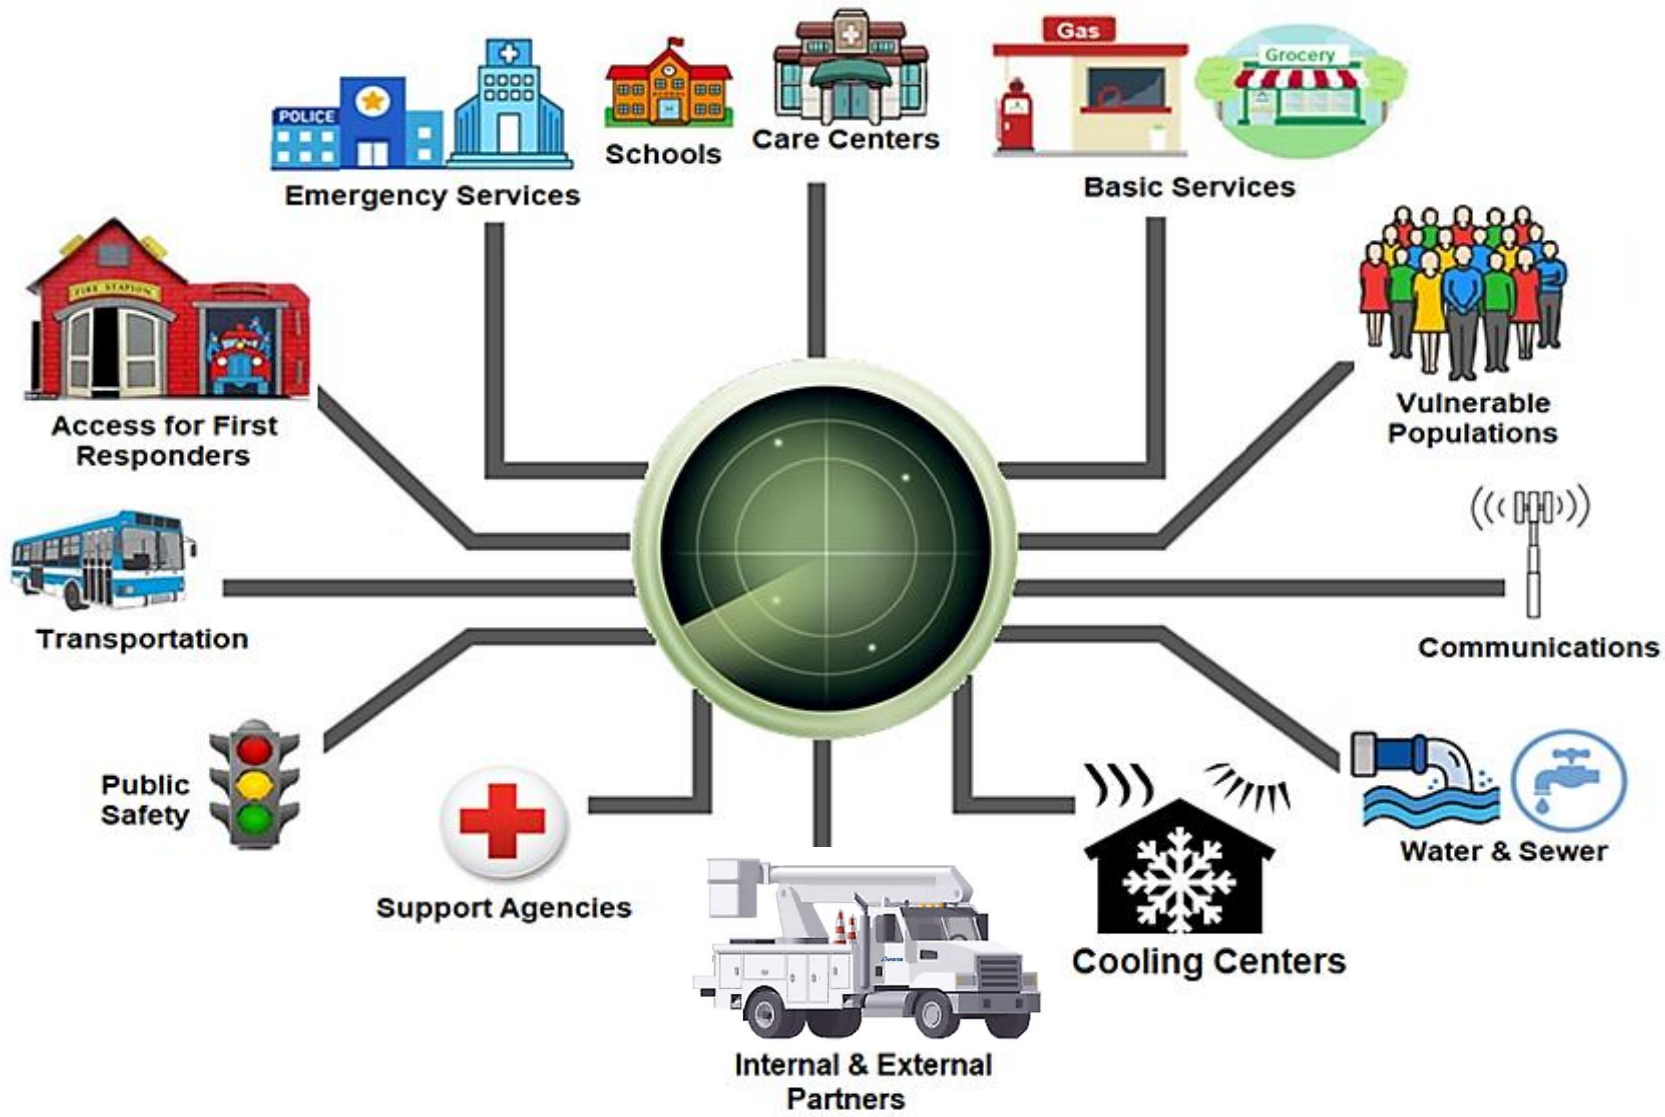 Gas
Grocery
POLICE
Schools
Care Centers
Emergency Services
Basic Services
FIRE STATION
Access for First
Responders
Vulnerable
Populations
Transportation
Communications
Public
Safety
Water & Sewer
Support Agencies
Cooling Centers
Internal & External
Partners